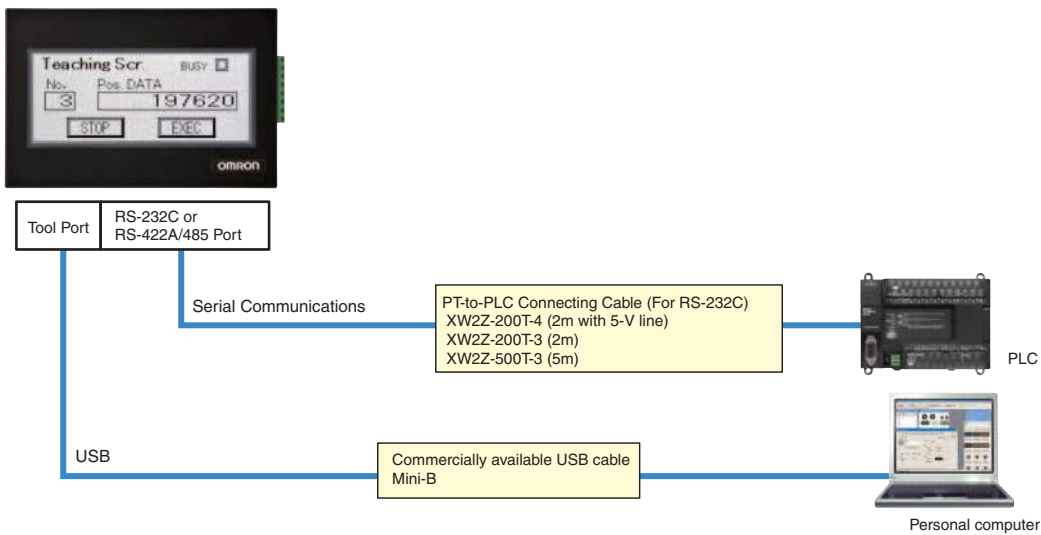 Teaching Scr.
BUSY
No.
Pos. DATA
3
197620
STOP
EXEC
OMRON
Tool Port
RS-232C or
RS-422A/485 Port
Serial Communications
PT-to-PLC Connecting Cable (For RS-232C)
XW2Z-200T-4 (2m with 5-V line)
XW2Z-200T-3 (2m)
XW2Z-500T-3 (5m)
PLC
USB
Commercially available USB cable
Mini-B
Personal computer